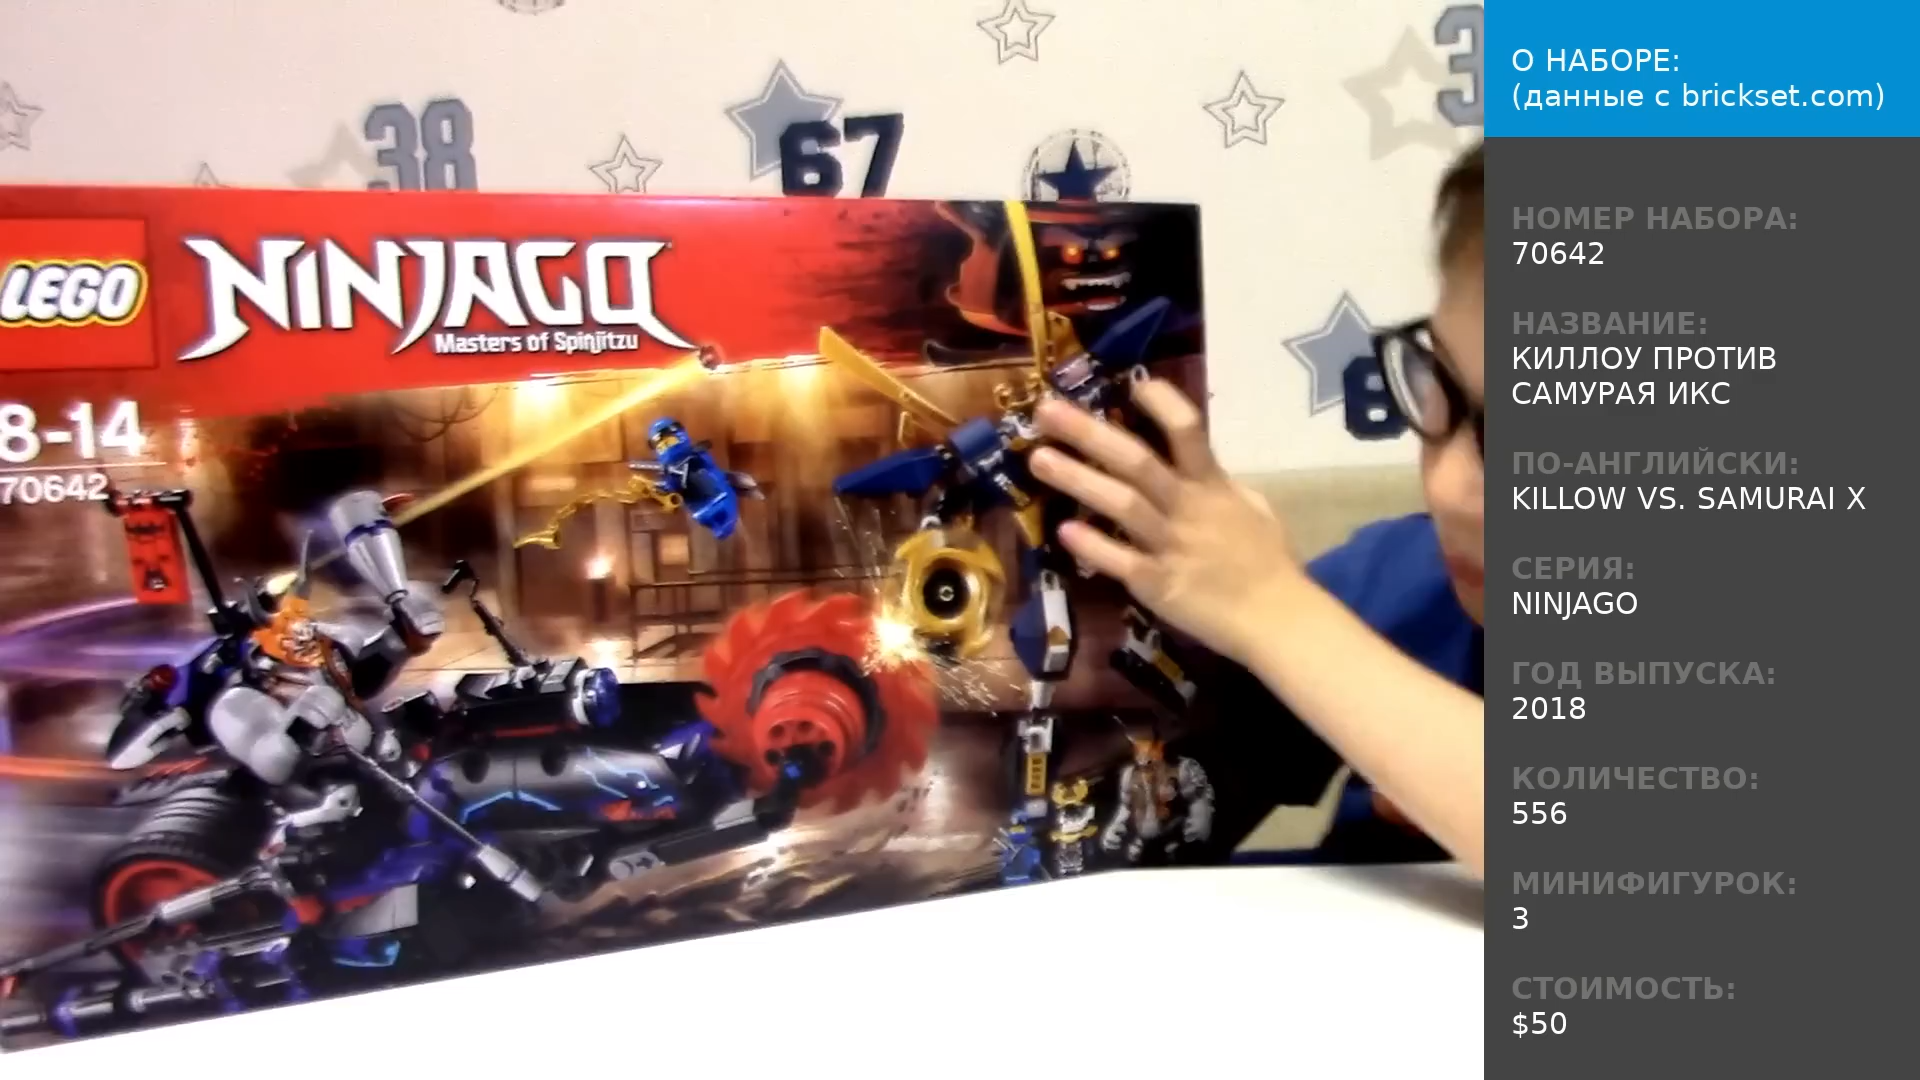 38
67
3
LEGO
NINJAGO
Masters of Spinjitzu
8-14
70642
О НАБОРЕ:
(данные с brickset.com)
НОМЕР НАБОРА:
70642
НАЗВАНИЕ:
КИЛЛОУ ПРОТИВ
САМУРАЯ ИКС
ПО-АНГЛИЙСКИ:
KILLOW VS. SAMURAI X
СЕРИЯ:
NINJAGO
ГОД ВЫПУСКА:
2018
КОЛИЧЕСТВО:
556
МИНИФИГУРОК:
3
СТОИМОСТЬ:
$50